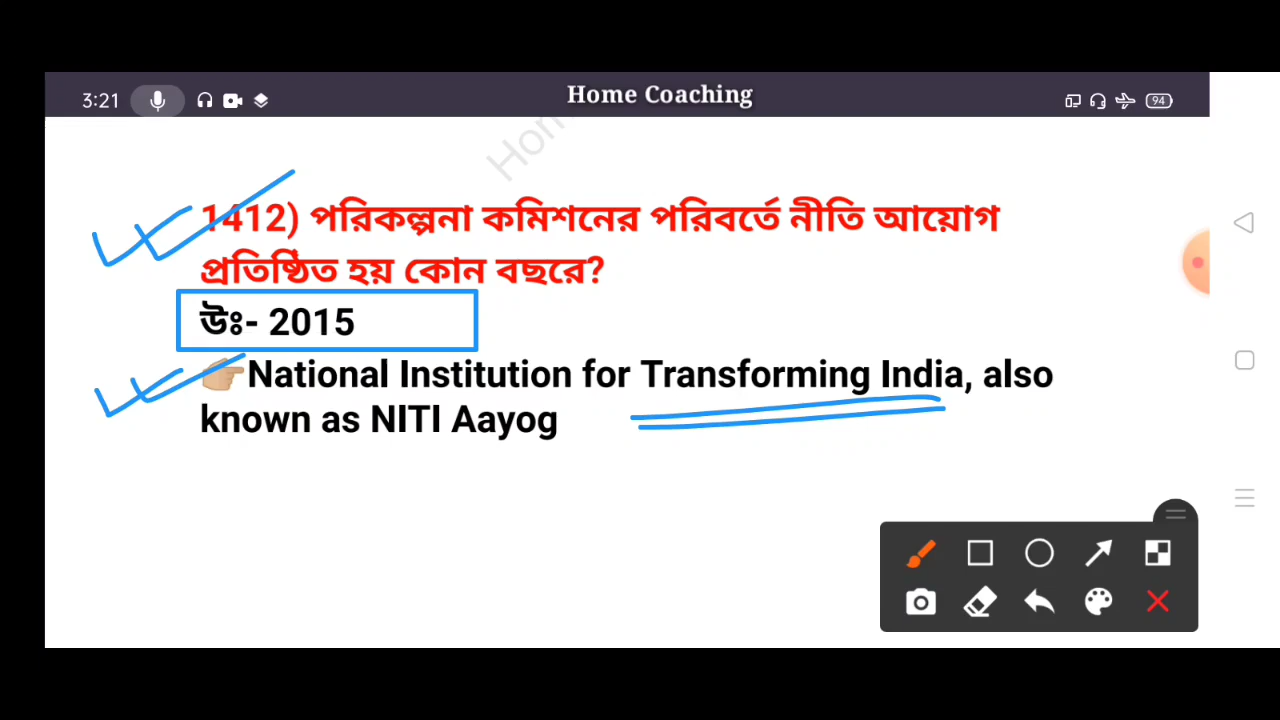 3:21 Home Coaching 94
Hom
1412) পরিকল্পনা কমিশনের পরিবর্তে নীতি আয়োগ
প্রতিষ্ঠিত হয় কোন বছরে?
উঃ- 2015
👉National Institution for Transforming India, also
known as NITI Aayog